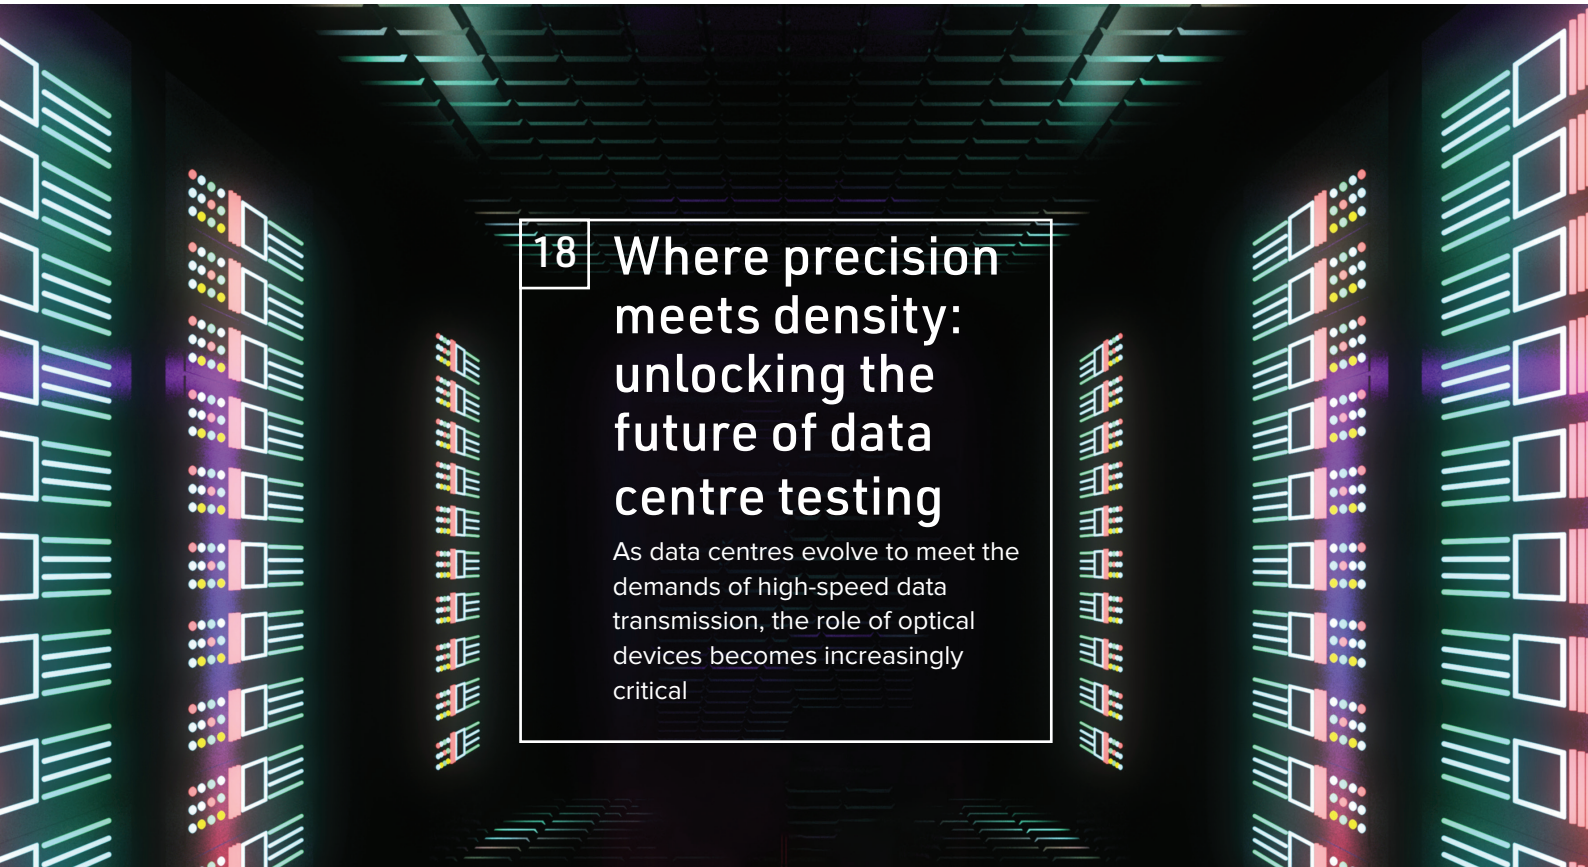 18
Where precision
meets density:
unlocking the
future of data
centre testing
As data centres evolve to meet the
demands of high-speed data
transmission, the role of optical
devices becomes increasingly
critical